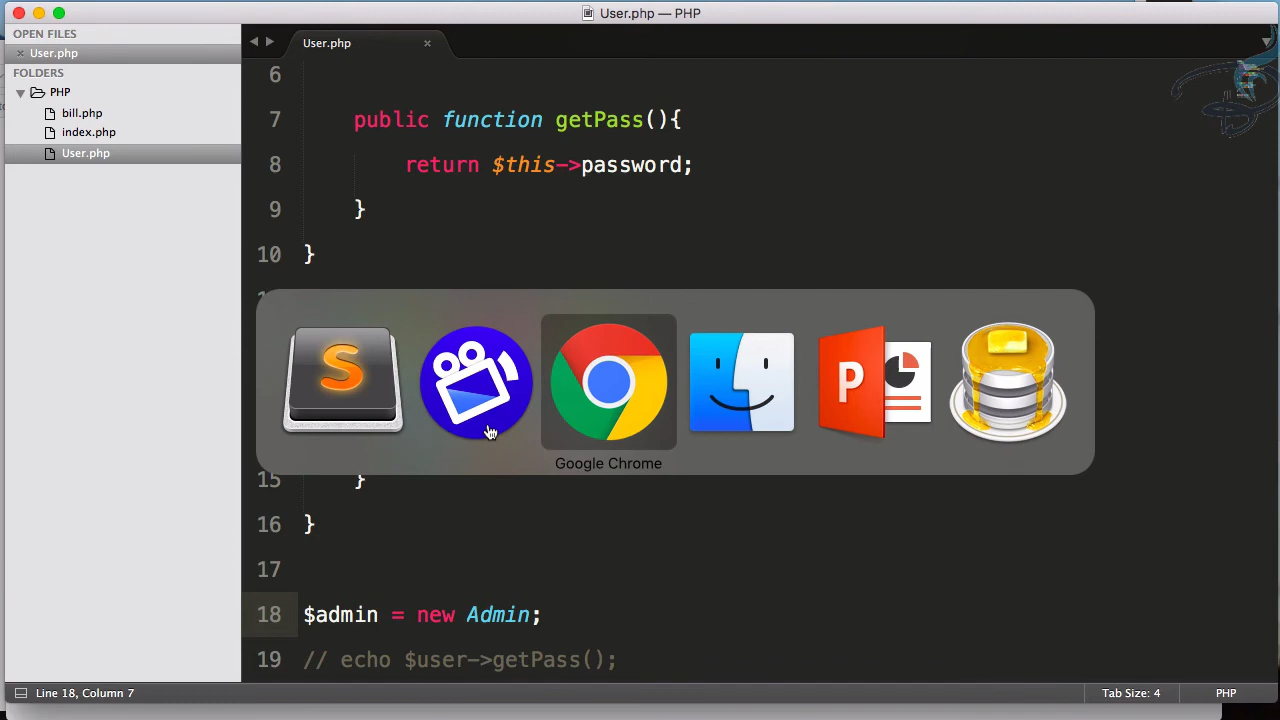 User.php — PHP
OPEN FILES
User.php
FOLDERS
PHP
bill.php
index.php
User.php
User.php
6
7 public function getPass(){
8 return $this->password;
9 }
10 }
S
P
Google Chrome
15 }
16 }
17
18 $admin = new Admin;
19 // echo $user->getPass();
Line 18, Column 7
Tab Size: 4
PHP